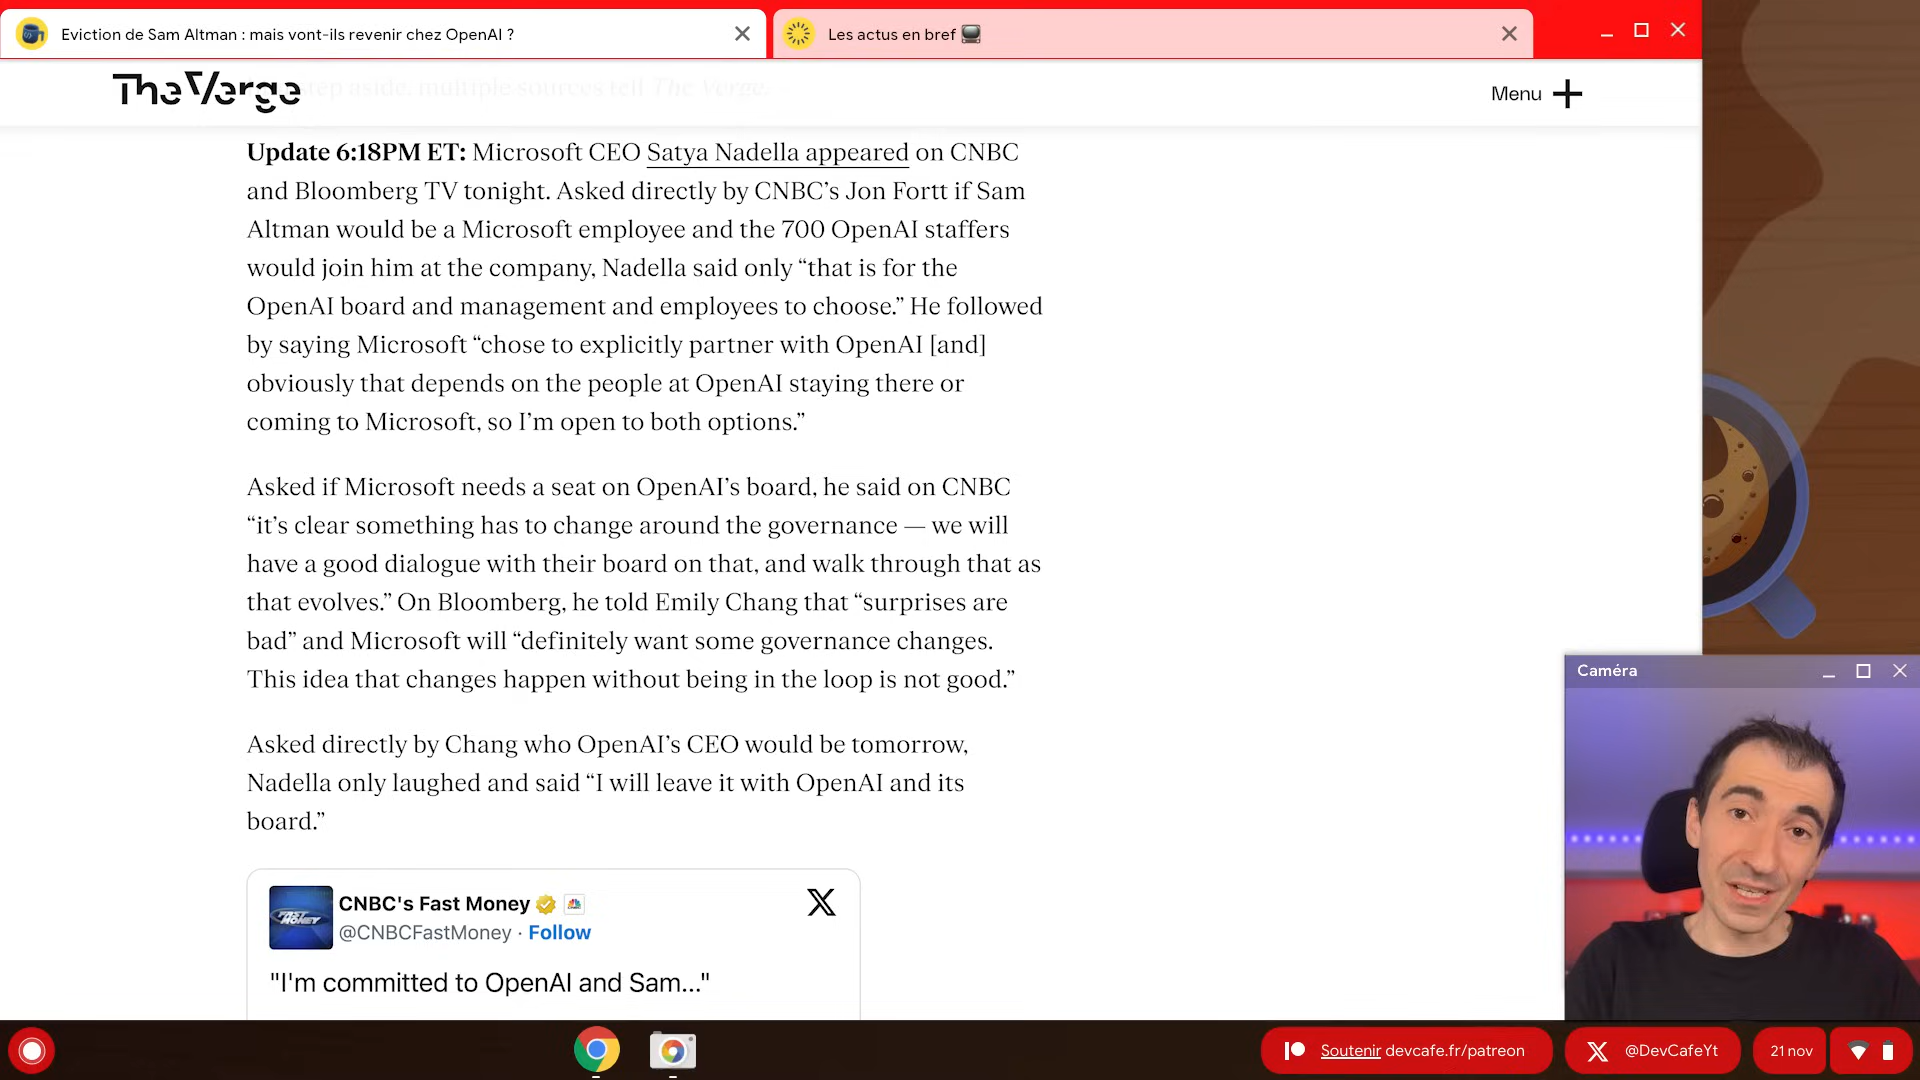 Eviction de Sam Altman : mais vont-ils revenir chez OpenAI ?
Les actus en bref
The Verge
step aside, multiple sources tell The Verge.
Menu
Update 6:18PM ET: Microsoft CEO Satya Nadella appeared on CNBC
and Bloomberg TV tonight. Asked directly by CNBC’s Jon Fortt if Sam
Altman would be a Microsoft employee and the 700 OpenAI staffers
would join him at the company, Nadella said only “that is for the
OpenAI board and management and employees to choose.” He followed
by saying Microsoft “chose to explicitly partner with OpenAI [and]
obviously that depends on the people at OpenAI staying there or
coming to Microsoft, so I’m open to both options.”
Asked if Microsoft needs a seat on OpenAI’s board, he said on CNBC
“it’s clear something has to change around the governance — we will
have a good dialogue with their board on that, and walk through that as
that evolves.” On Bloomberg, he told Emily Chang that “surprises are
bad” and Microsoft will “definitely want some governance changes.
This idea that changes happen without being in the loop is not good.”
Asked directly by Chang who OpenAI’s CEO would be tomorrow,
Nadella only laughed and said “I will leave it with OpenAI and its
board.”
FAST MONEY
CNBC's Fast Money
@CNBCFastMoney · Follow
"I'm committed to OpenAI and Sam..."
Caméra
Soutenir devcafe.fr/patreon
@DevCafeYt
21 nov